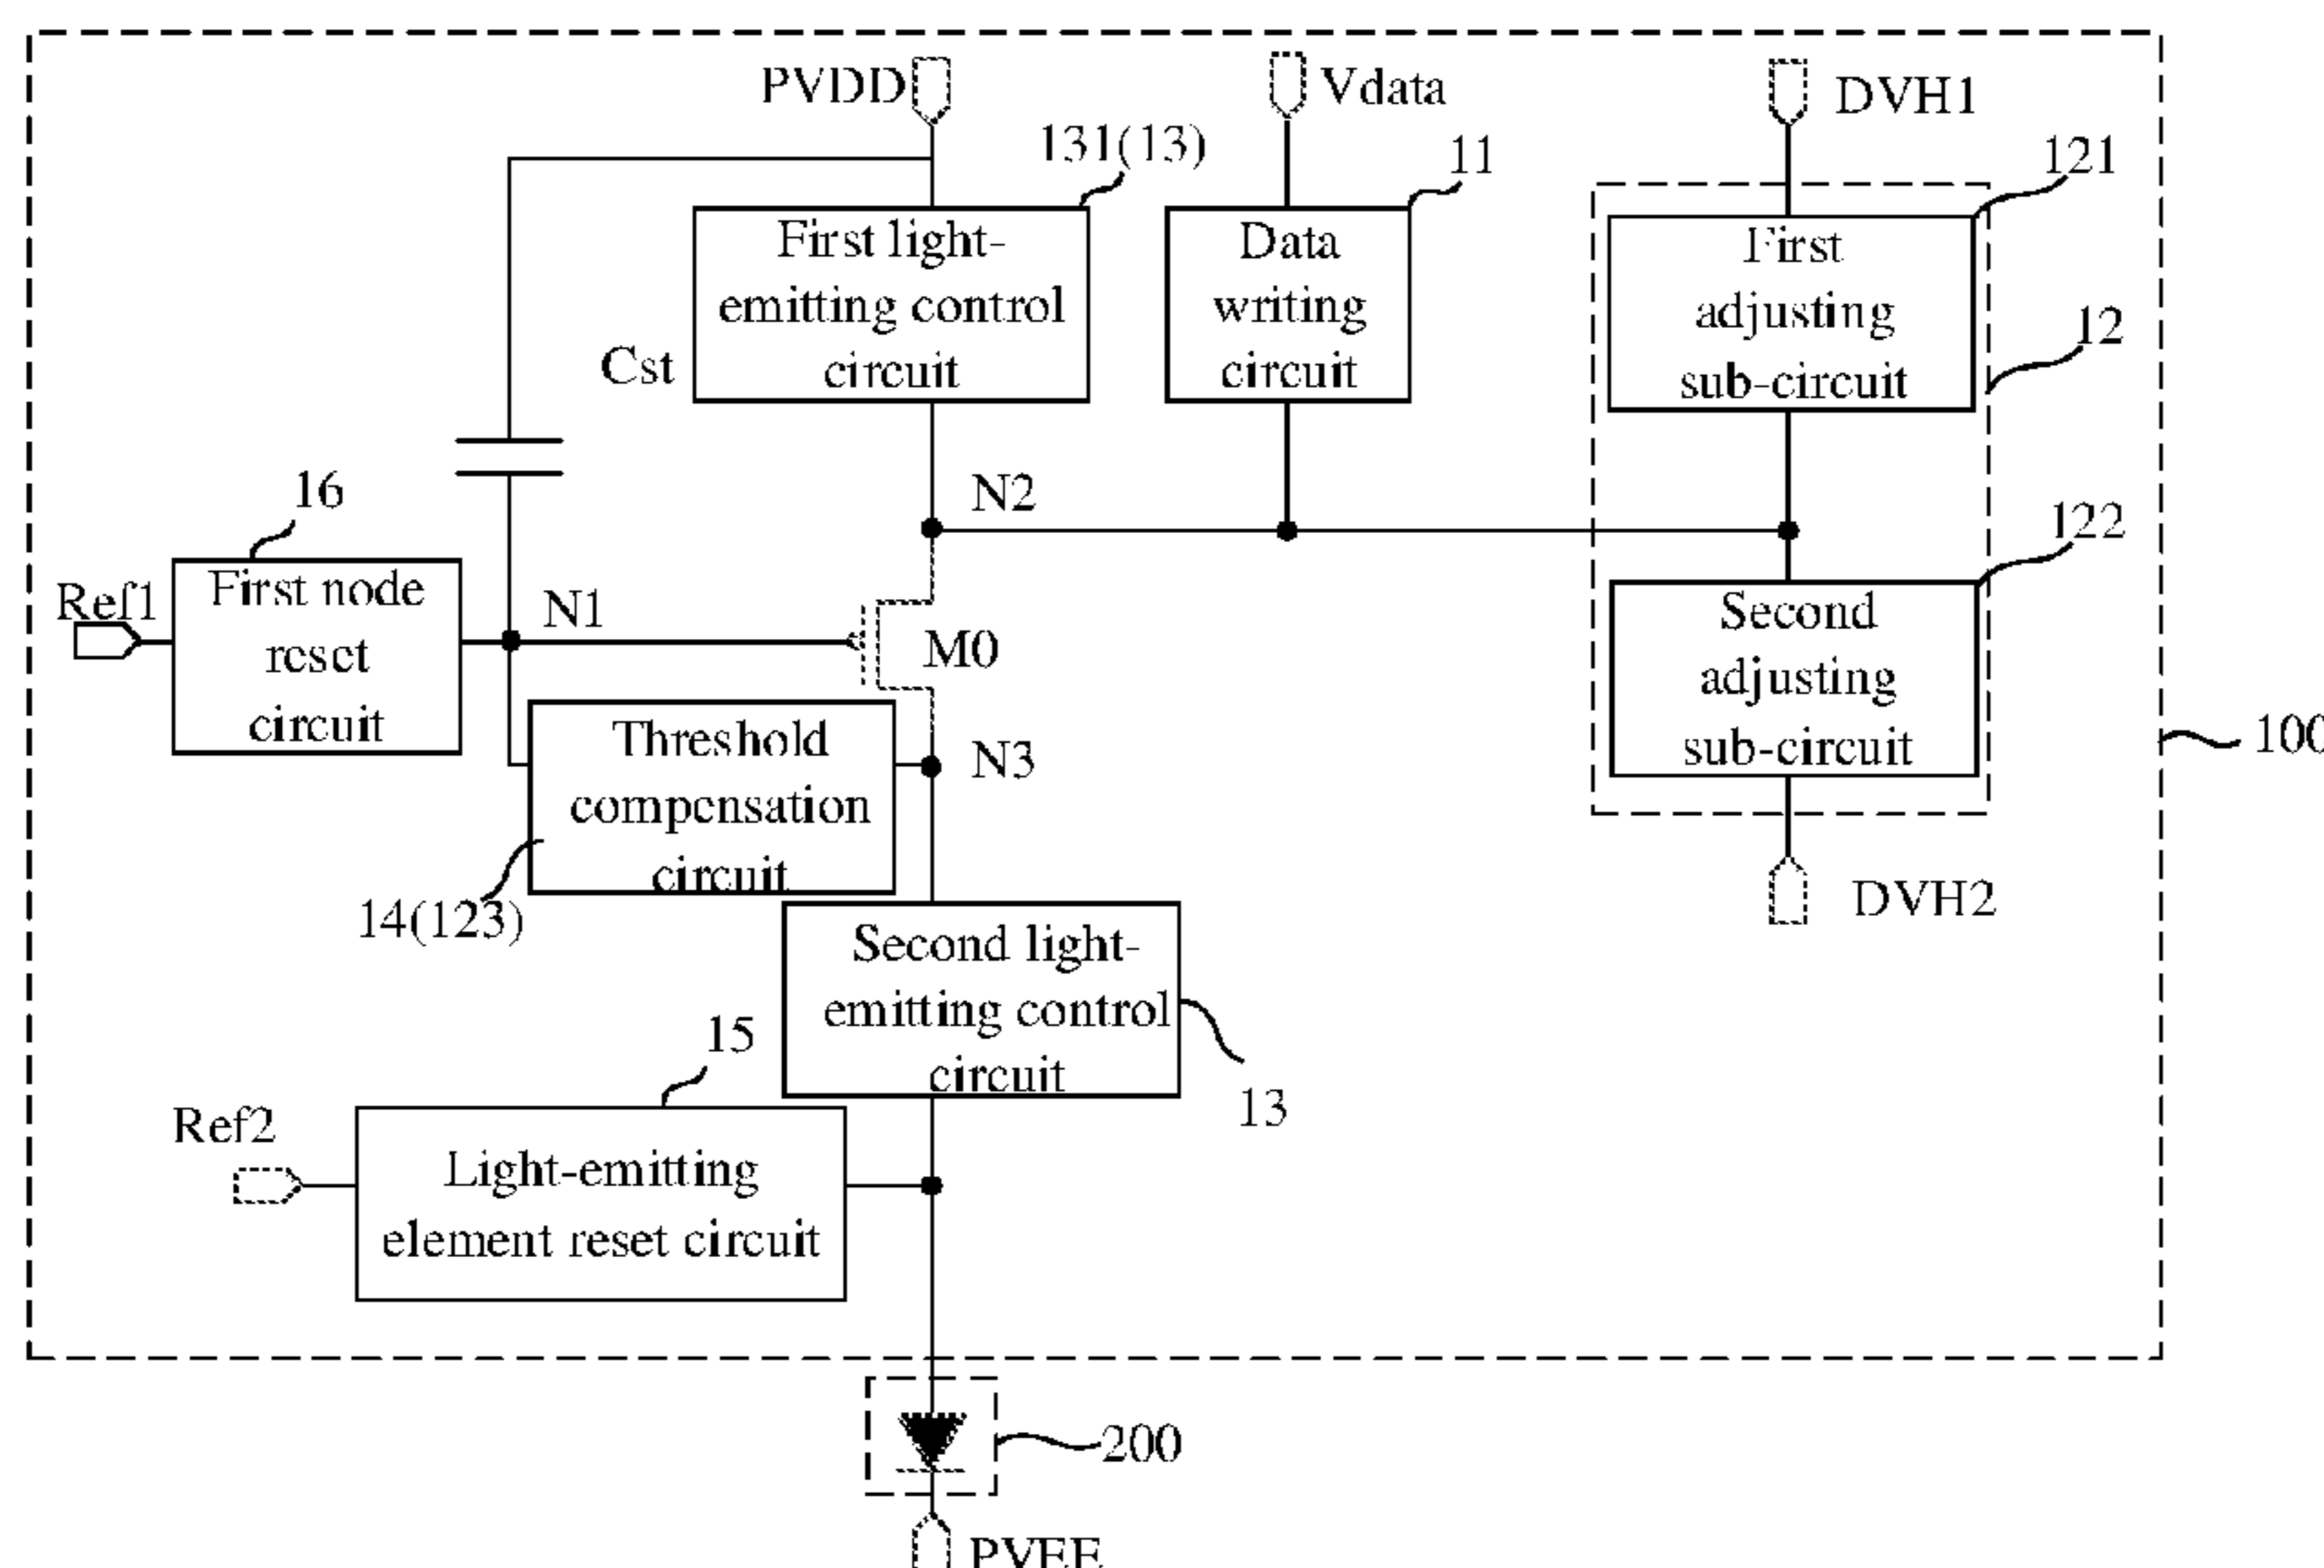 PVDD
Vdata
DVH1
131(13)
11
121
First light-
emitting control
circuit
Data
writing
circuit
First
adjusting
sub-circuit
12
Cst
16
N2
122
Ref1
First node
reset
circuit
N1
M0
Second
adjusting
sub-circuit
100
Threshold
compensation
circuit
N3
14(123)
DVH2
Second light-
emitting control
circuit
15
13
Ref2
Light-emitting
element reset circuit
200
PVEE